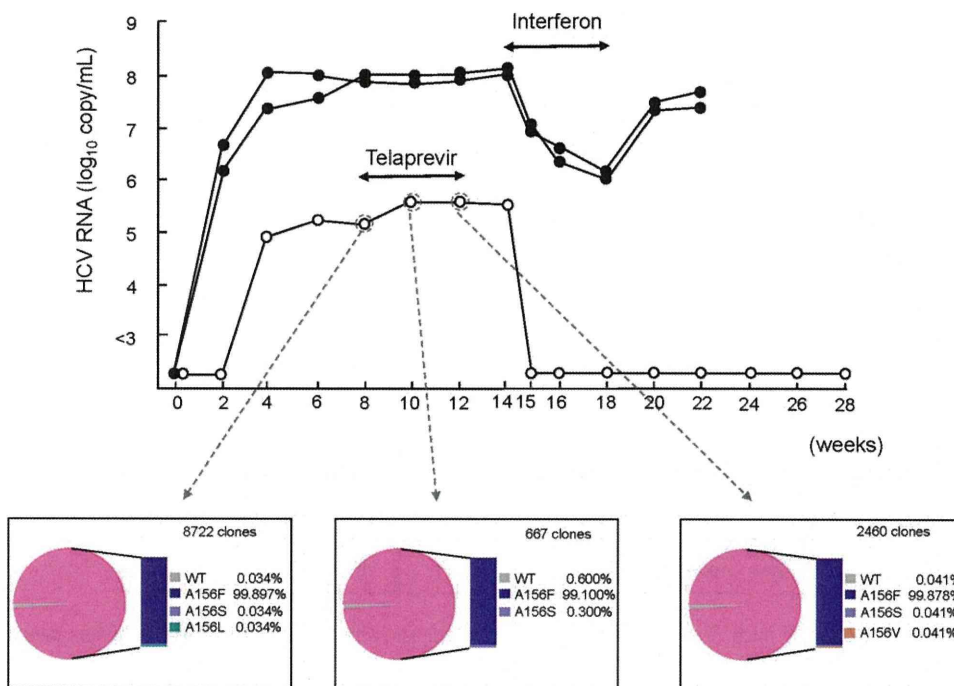 Interferon
Telaprevir
HCV RNA (log10 copy/mL)
9
8
7
6
5
4
<3
0 2 4 6 8 10 12 14 15 16 18 20 22 24 26 28
(weeks)
8722 clones
WT 0.034%
A156F 99.897%
A156S 0.034%
A156L 0.034%
667 clones
WT 0.600%
A156F 99.100%
A156S 0.300%
2460 clones
WT 0.041%
A156F 99.878%
A156S 0.041%
A156V 0.041%